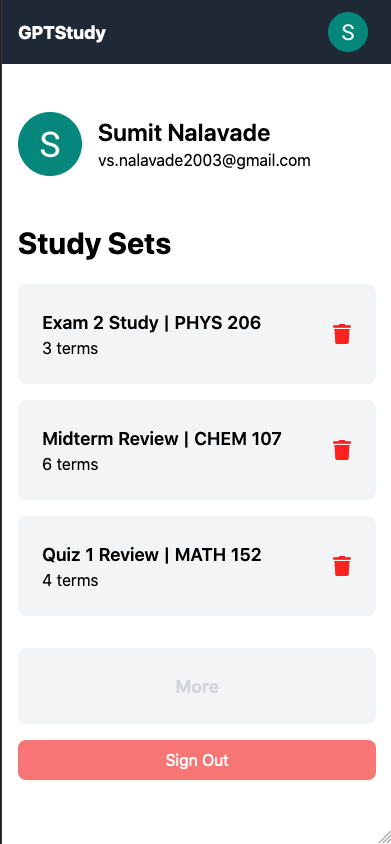 GPTStudy
S
S
Sumit Nalavade
vs.nalavade2003@gmail.com
Study Sets
Exam 2 Study | PHYS 206
3 terms
Midterm Review | CHEM 107
6 terms
Quiz 1 Review | MATH 152
4 terms
More
Sign Out